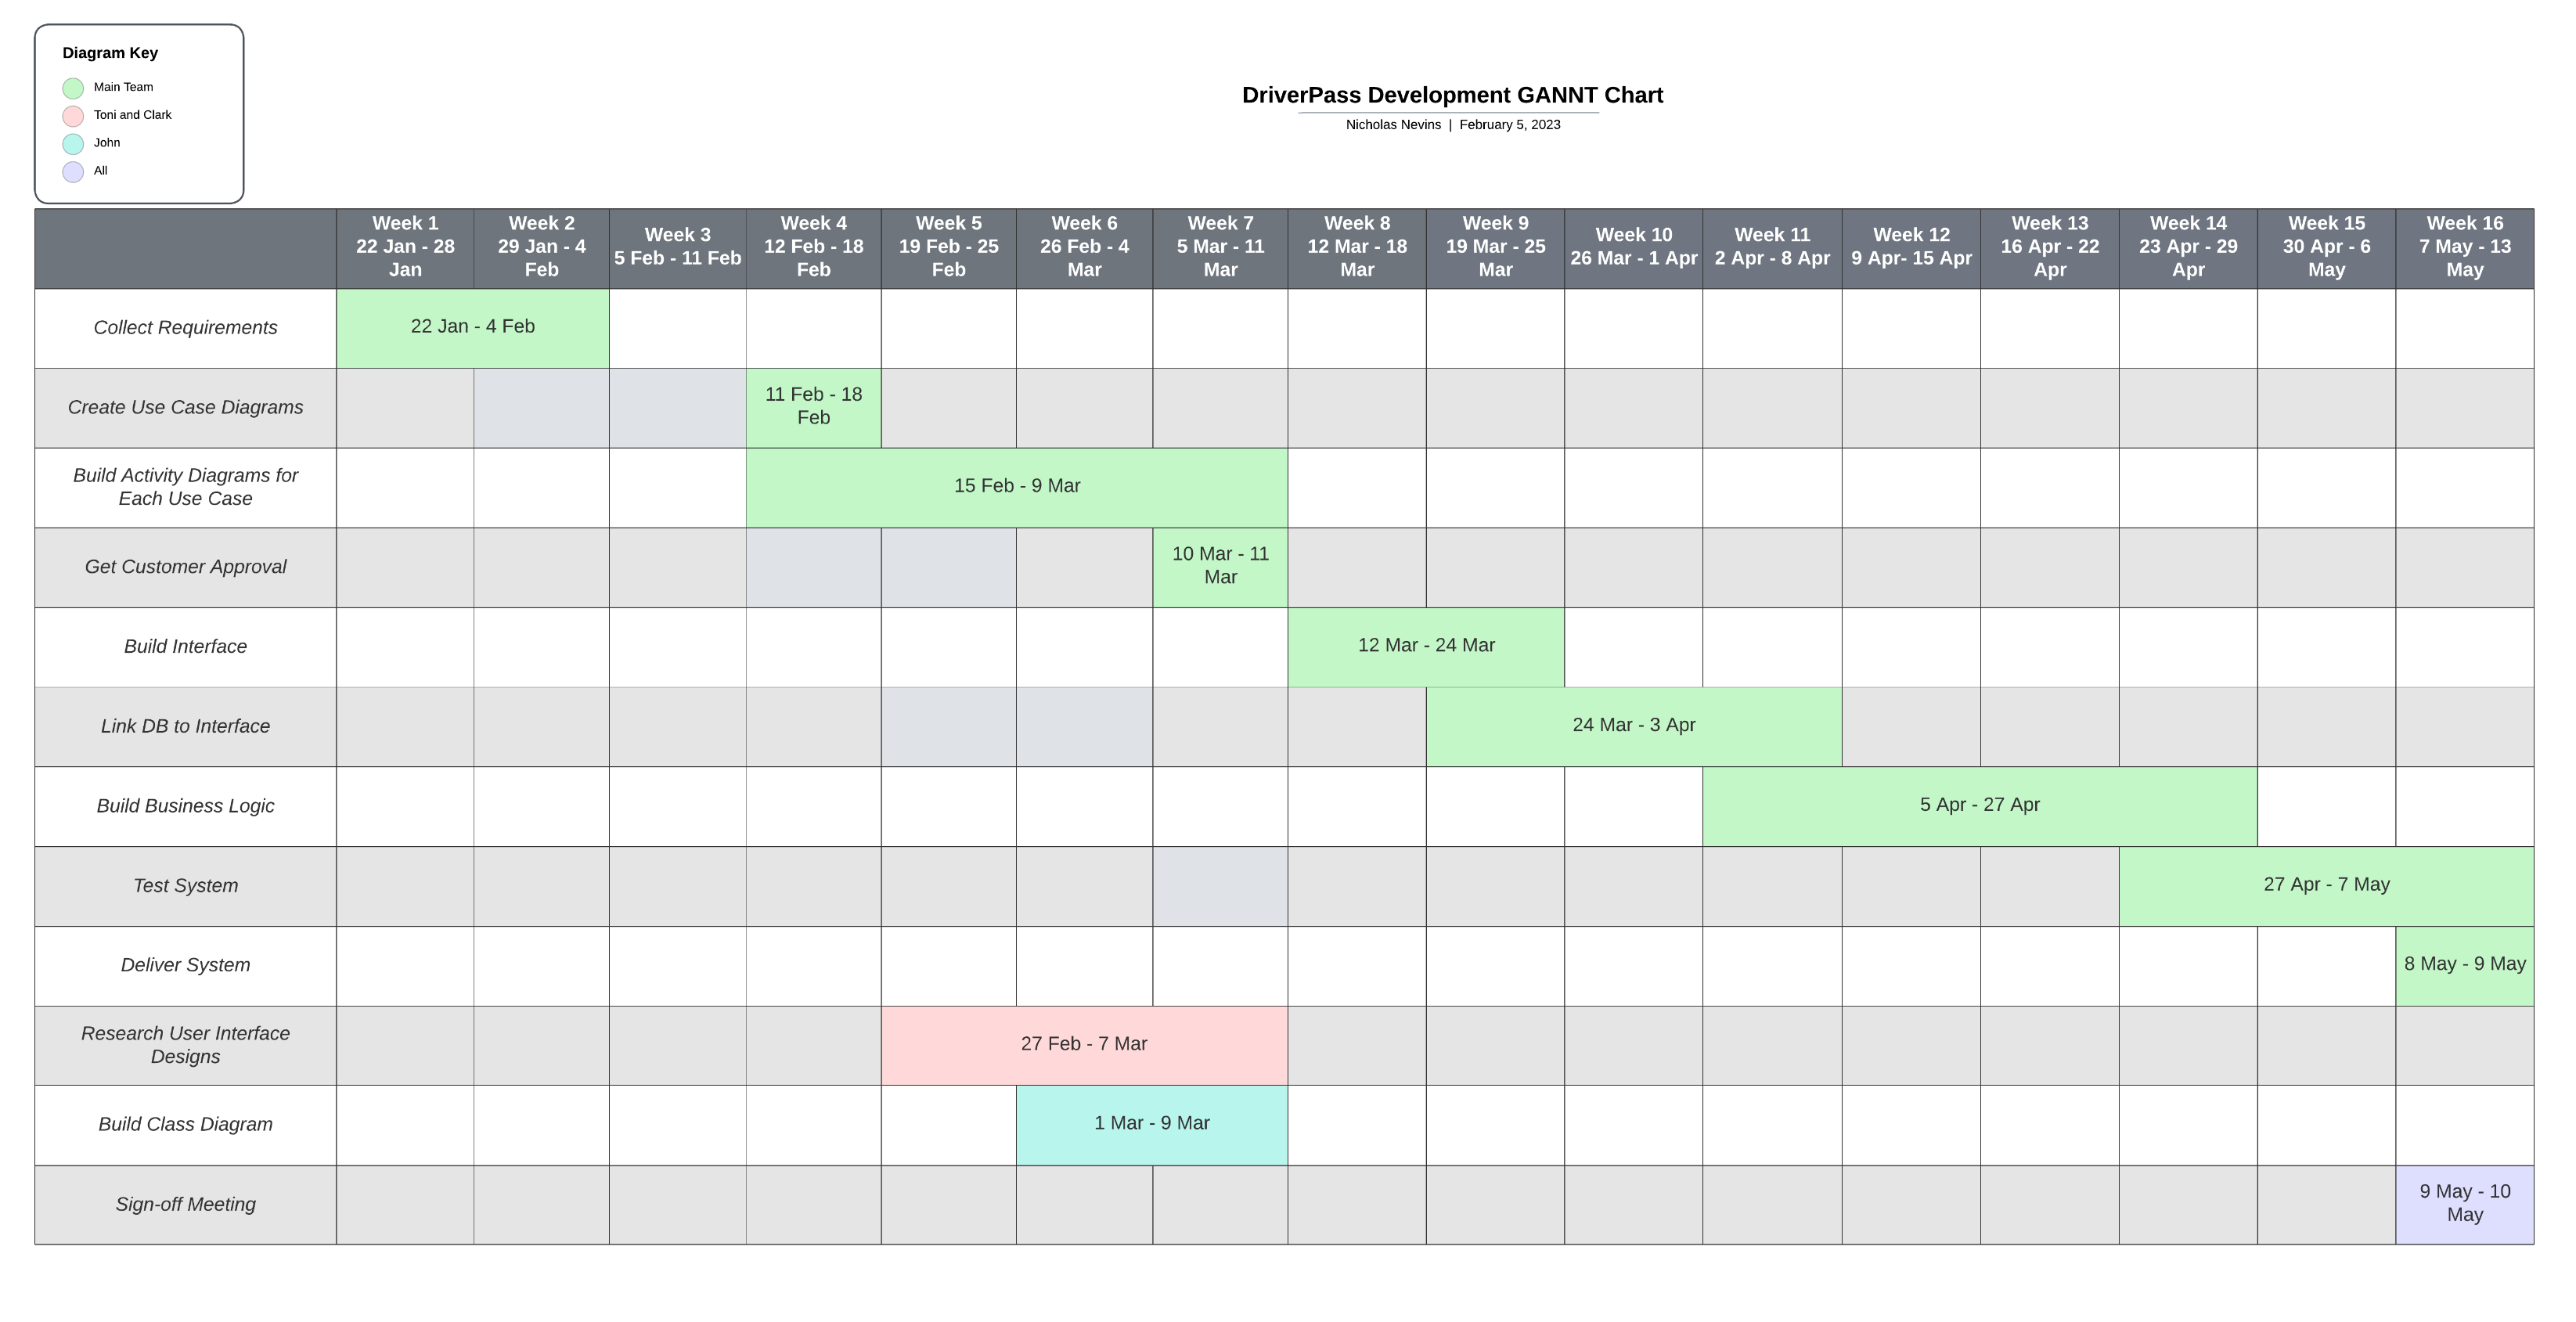 Diagram Key
Main Team
Toni and Clark
John
All
DriverPass Development GANNT Chart
Nicholas Nevins | February 5, 2023
Week 1
22 Jan - 28
Jan
Week 2
29 Jan - 4
Feb
Week 3
5 Feb - 11 Feb
Week 4
12 Feb - 18
Feb
Week 5
19 Feb - 25
Feb
Week 6
26 Feb - 4
Mar
Week 7
5 Mar - 11
Mar
Week 8
12 Mar - 18
Mar
Week 9
19 Mar - 25
Mar
Week 10
26 Mar - 1 Apr
Week 11
2 Apr - 8 Apr
Week 12
9 Apr- 15 Apr
Week 13
16 Apr - 22
Apr
Week 14
23 Apr - 29
Apr
Week 15
30 Apr - 6
May
Week 16
7 May - 13
May
Collect Requirements
22 Jan - 4 Feb
Create Use Case Diagrams
11 Feb - 18
Feb
Build Activity Diagrams for
Each Use Case
15 Feb - 9 Mar
Get Customer Approval
10 Mar - 11
Mar
Build Interface
12 Mar - 24 Mar
Link DB to Interface
24 Mar - 3 Apr
Build Business Logic
5 Apr - 27 Apr
Test System
27 Apr - 7 May
Deliver System
8 May - 9 May
Research User Interface
Designs
27 Feb - 7 Mar
Build Class Diagram
1 Mar - 9 Mar
Sign-off Meeting
9 May - 10
May